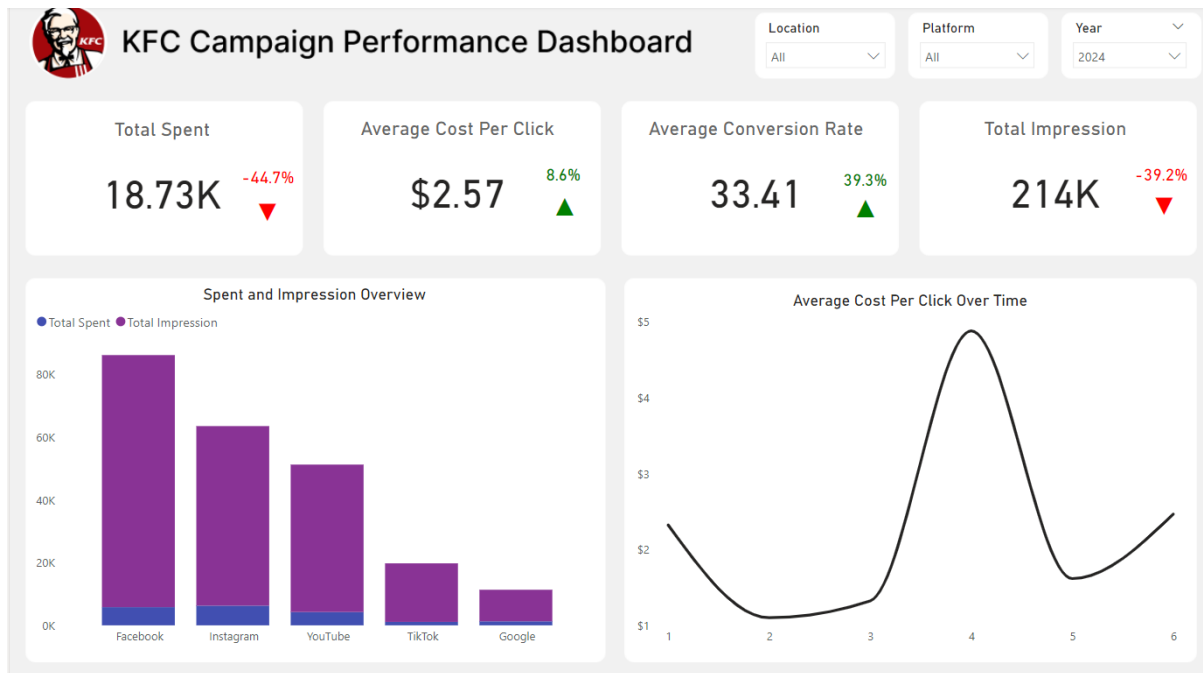 KFC
KFC Campaign Performance Dashboard
Location
All
Platform
All
Year
2024
Total Spent
18.73K
-44.7%
Average Cost Per Click
$2.57
8.6%
Average Conversion Rate
33.41
39.3%
Total Impression
214K
-39.2%
Spent and Impression Overview
Total Spent Total Impression
80K
60K
40K
20K
0K
Facebook Instagram YouTube TikTok Google
Average Cost Per Click Over Time
$5
$4
$3
$2
$1
1 2 3 4 5 6